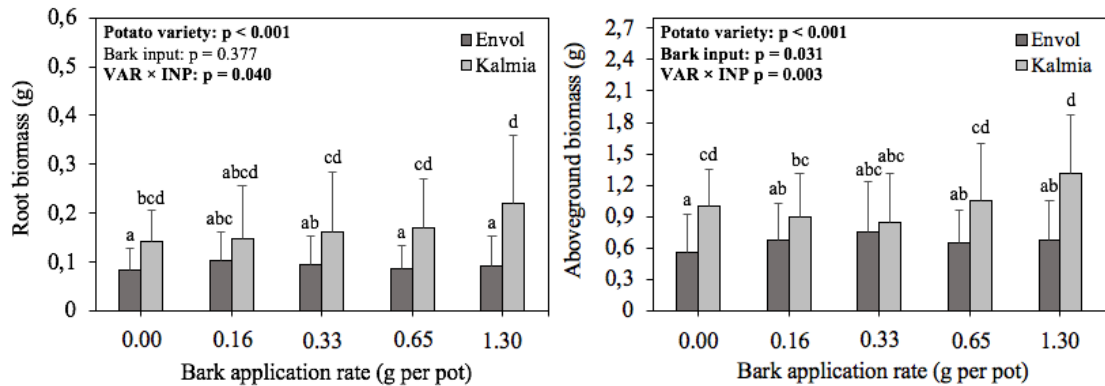 Root biomass (g)
0,6
0,5
0,4
0,3
0,2
0,1
0
Potato variety: p < 0.001
Bark input: p = 0.377
VAR × INP: p = 0.040
Envol
Kalmia
a
bcd
abc
abcd
ab
cd
a
cd
a
d
0.00
0.16
0.33
0.65
1.30
Bark application rate (g per pot)
Aboveground biomass (g)
2,7
2,4
2,1
1,8
1,5
1,2
0,9
0,6
0,3
0
Potato variety: p < 0.001
Bark input: p = 0.031
VAR × INP p = 0.003
Envol
Kalmia
a
cd
ab
bc
abc
abc
ab
cd
ab
d
0.00
0.16
0.33
0.65
1.30
Bark application rate (g per pot)